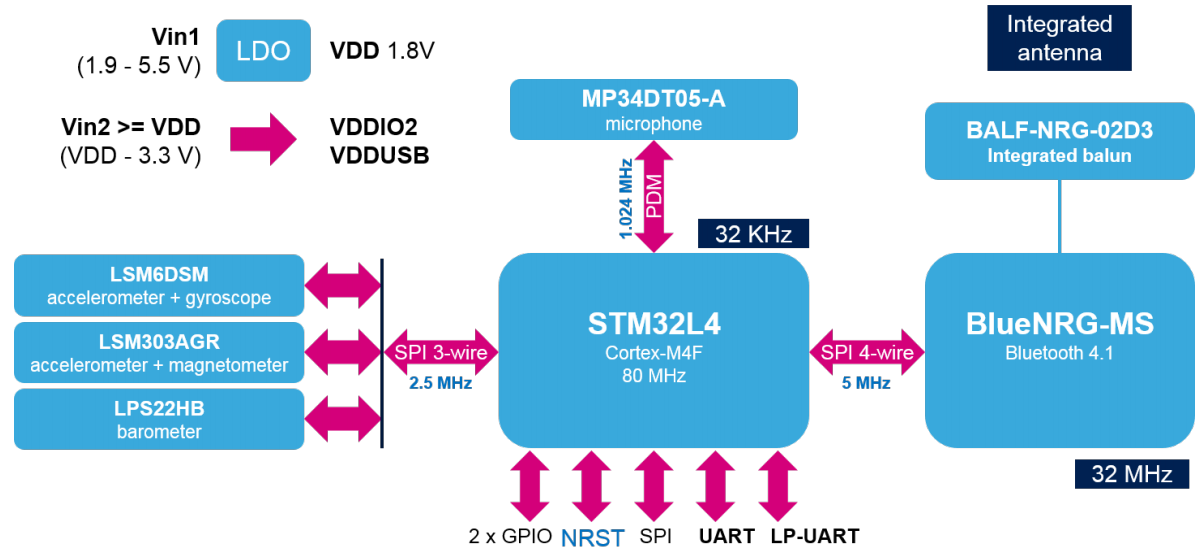 Vin1
(1.9 - 5.5 V)
LDO
VDD 1.8V
Integrated
antenna
Vin2 >= VDD
(VDD - 3.3 V)
VDDIO2
VDDUSB
MP34DT05-A
microphone
BALF-NRG-02D3
Integrated balun
1.024 MHz
PDM
32 KHz
LSM6DSM
accelerometer + gyroscope
LSM303AGR
accelerometer + magnetometer
LPS22HB
barometer
SPI 3-wire
2.5 MHz
STM32L4
Cortex-M4F
80 MHz
SPI 4-wire
5 MHz
BlueNRG-MS
Bluetooth 4.1
32 MHz
2 x GPIO NRST SPI UART LP-UART